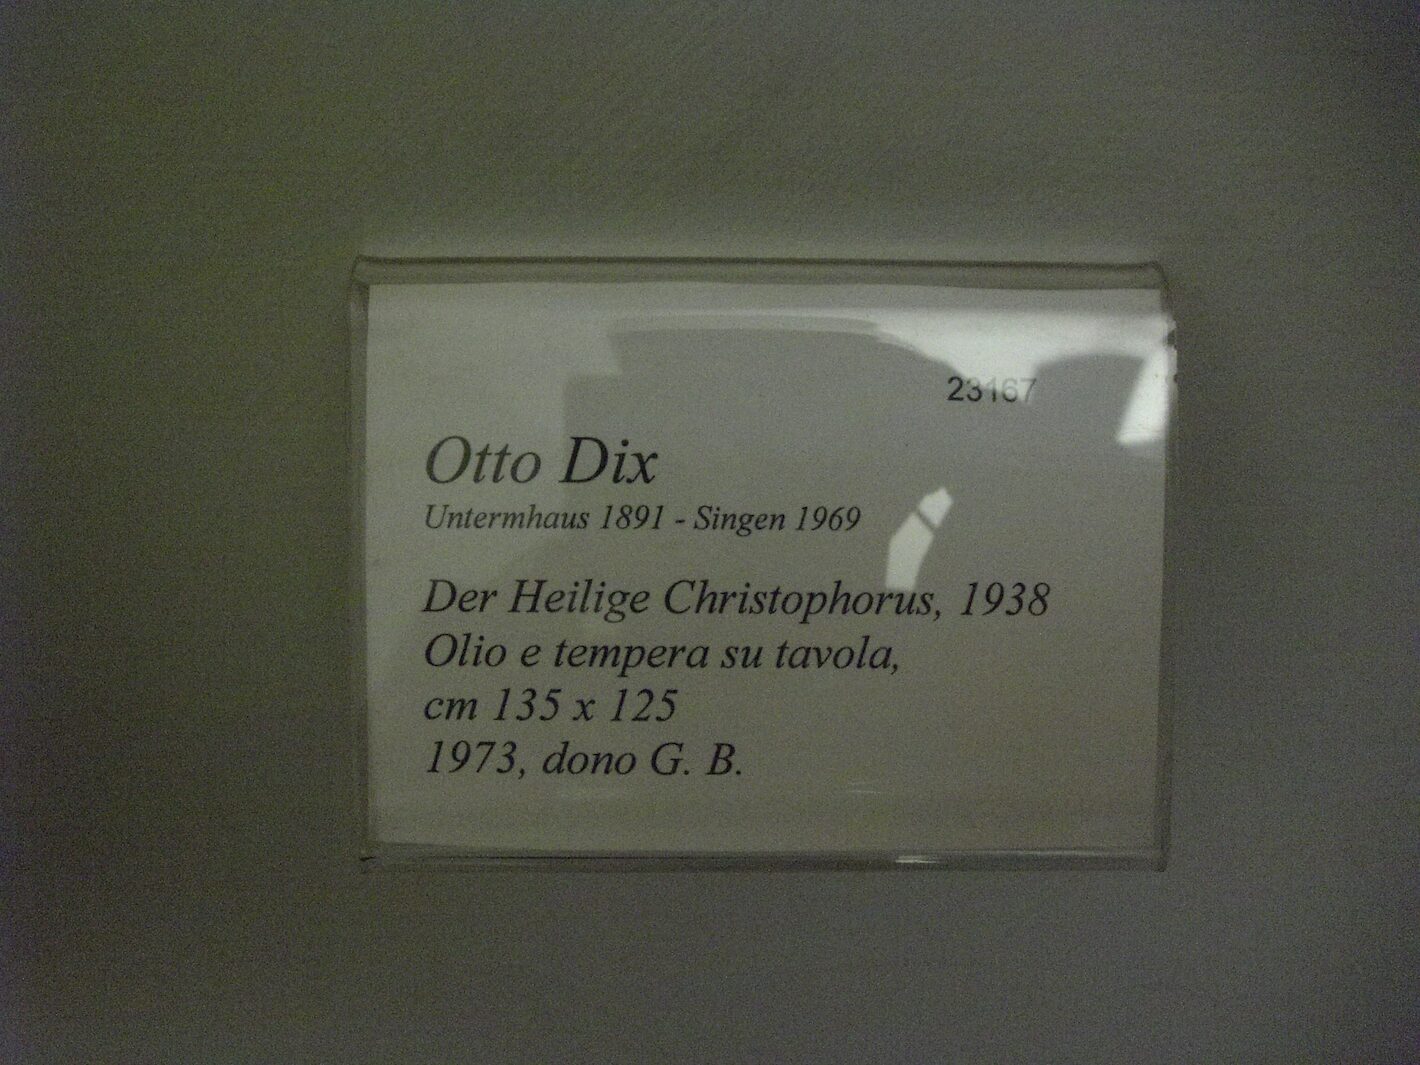 23167
Otto Dix
Untermhaus 1891 - Singen 1969
Der Heilige Christophorus, 1938
Olio e tempera su tavola,
cm 135 x 125
1973, dono G. B.